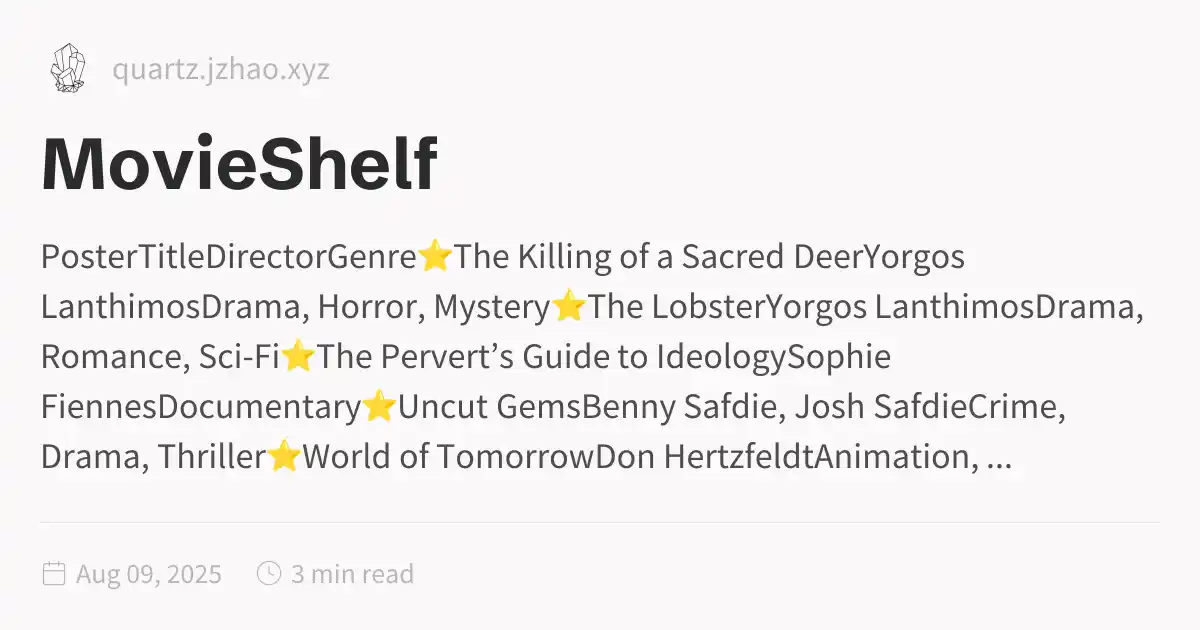 quartz.jzhao.xyz
MovieShelf
PosterTitleDirectorGenre⭐The Killing of a Sacred DeerYorgos
LanthimosDrama, Horror, Mystery⭐The LobsterYorgos LanthimosDrama,
Romance, Sci-Fi⭐The Pervert’s Guide to IdeologySophie
FiennesDocumentary⭐Uncut GemsBenny Safdie, Josh SafdieCrime,
Drama, Thriller⭐World of TomorrowDon HertzfeldtAnimation, ...
Aug 09, 2025 3 min read